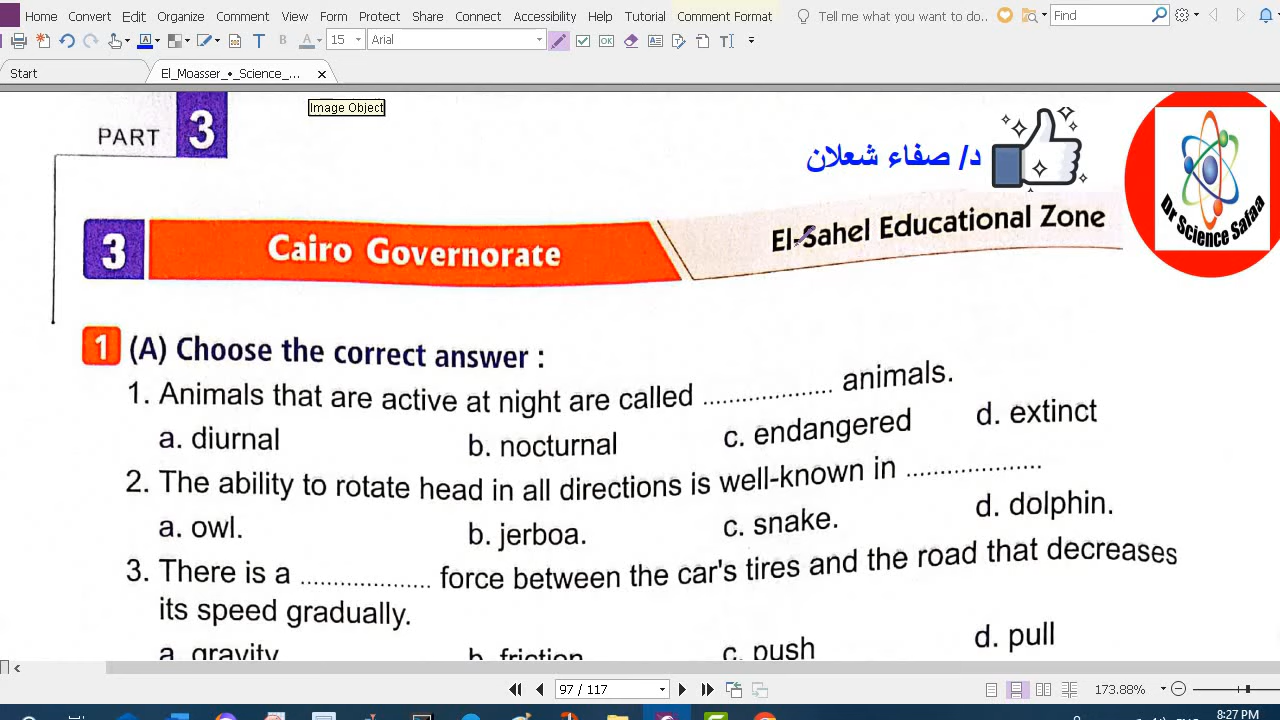 Home Convert Edit Organize Comment View Form Protect Share Connect Accessibility Help Tutorial Comment Format Tell me what you want to do.. Find
15 Arial
Start El_Moasser_•_Science_... ×
Image Object
PART 3
د/ صفاء شعلان
Dr Science Safaa
3 Cairo Governorate El-Sahel Educational Zone
1 (A) Choose the correct answer :
1. Animals that are active at night are called .................... animals.
a. diurnal b. nocturnal c. endangered d. extinct
2. The ability to rotate head in all directions is well-known in .....................
a. owl. b. jerboa. c. snake. d. dolphin.
3. There is a .................... force between the car's tires and the road that decreases
its speed gradually.
a. gravity b. friction c. push d. pull
97 / 117 173.88%
8:27 PM